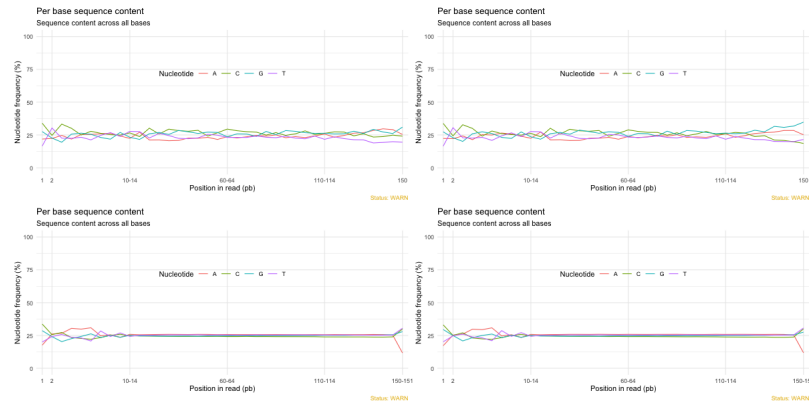 Per base sequence content
Sequence content across all bases
100
75
50
25
0
Nucleotide frequency (%)
Nucleotide A C G T
1 2 10-14 60-64 110-114 150
Position in read (pb)
Status: WARN
Per base sequence content
Sequence content across all bases
100
75
50
25
0
Nucleotide frequency (%)
Nucleotide A C G T
1 2 10-14 60-64 110-114 150
Position in read (pb)
Status: WARN
Per base sequence content
Sequence content across all bases
100
75
50
25
0
Nucleotide frequency (%)
Nucleotide A C G T
1 2 10-14 60-64 110-114 150-151
Position in read (pb)
Status: WARN
Per base sequence content
Sequence content across all bases
100
75
50
25
0
Nucleotide frequency (%)
Nucleotide A C G T
1 2 10-14 60-64 110-114 150-151
Position in read (pb)
Status: WARN